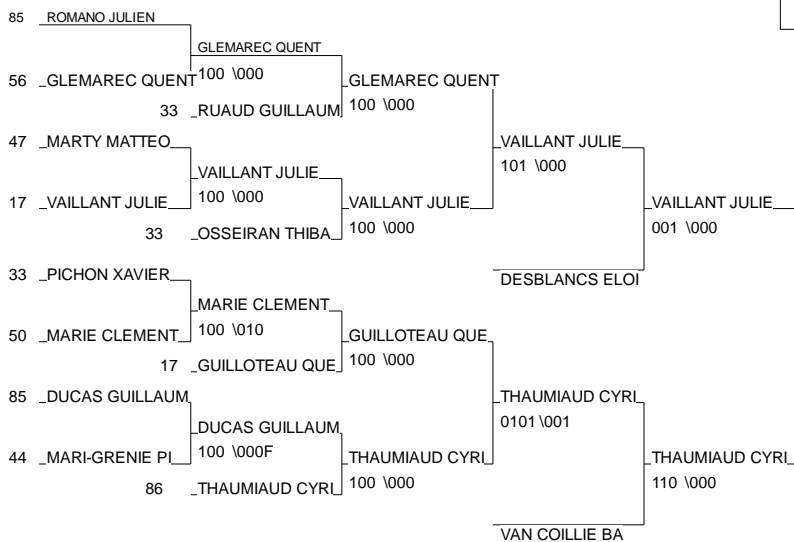 85 ROMANO JULIEN
GLEMAREC QUENT
56 GLEMAREC QUENT 100 \000 GLEMAREC QUENT
33 RUAUD GUILLAUM 100 \000
47 MARTY MATTEO VAILLANT JULIE
VAILLANT JULIE 101 \000
100 \000
17 VAILLANT JULIE VAILLANT JULIE VAILLANT JULIE
33 OSSEIRAN THIBA 100 \000 001 \000
33 PICHON XAVIER DESBLANCS ELOI
MARIE CLEMENT
50 MARIE CLEMENT 100 \010 GUILLOTEAU QUE
17 GUILLOTEAU QUE 100 \000
85 DUCAS GUILLAUM THAUMIAUD CYRI
DUCAS GUILLAUM 0101 \001
100 \000F
44 MARI-GRENIE PI THAUMIAUD CYRI THAUMIAUD CYRI
86 THAUMIAUD CYRI 100 \000 110 \000
VAN COILLIE BA